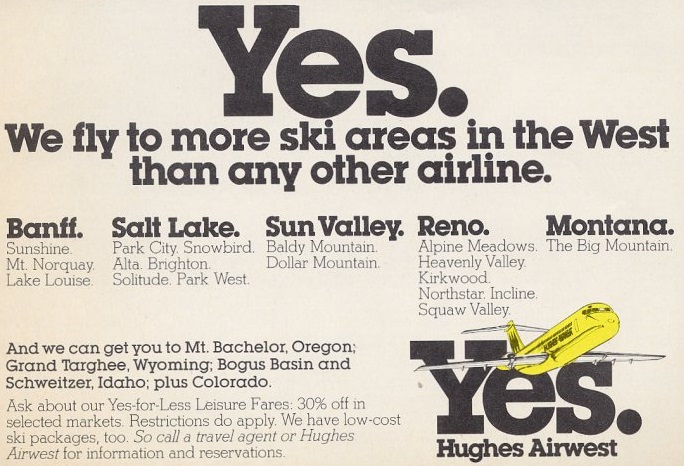 Yes.
We fly to more ski areas in the West
than any other airline.
Banff.
Sunshine.
Mt. Norquay.
Lake Louise.
Salt Lake.
Park City. Snowbird.
Alta. Brighton.
Solitude. Park West.
Sun Valley.
Baldy Mountain.
Dollar Mountain.
Reno.
Alpine Meadows.
Heavenly Valley.
Kirkwood.
Northstar. Incline.
Squaw Valley.
Montana.
The Big Mountain.
And we can get you to Mt. Bachelor, Oregon;
Grand Targhee, Wyoming; Bogus Basin and
Schweitzer, Idaho; plus Colorado.
Ask about our Yes-for-Less Leisure Fares: 30% off in
selected markets. Restrictions do apply. We have low-cost
ski packages, too. So call a travel agent or Hughes
Airwest for information and reservations.
Yes.
Hughes Airwest